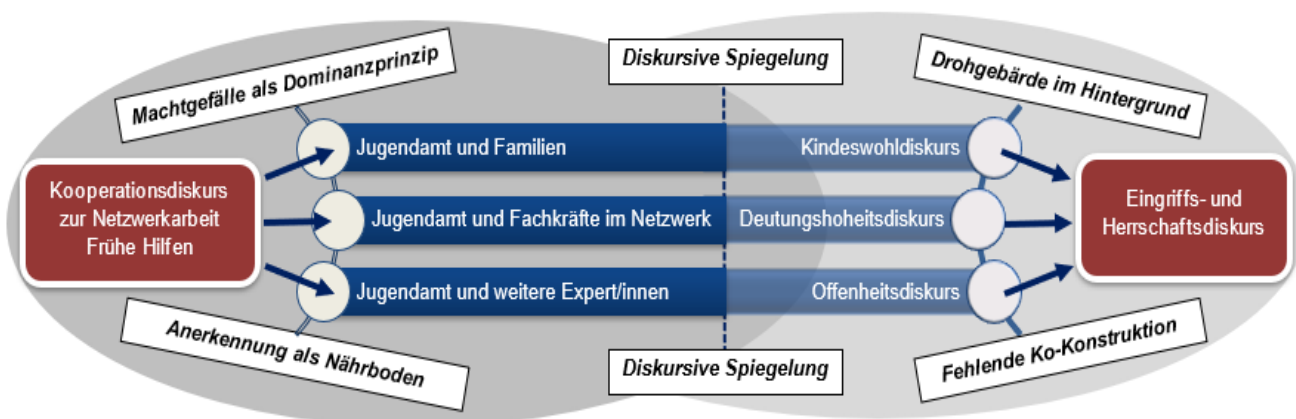 Machtgefälle als Dominanzprinzip
Diskursive Spiegelung
Drohgebärde im Hintergrund
Kooperationsdiskurs
zur Netzwerkarbeit
Frühe Hilfen
Jugendamt und Familien
Kindeswohldiskurs
Jugendamt und Fachkräfte im Netzwerk
Deutungshoheitsdiskurs
Jugendamt und weitere Expert/innen
Offenheitsdiskurs
Eingriffs- und
Herrschaftsdiskurs
Anerkennung als Nährboden
Diskursive Spiegelung
Fehlende Ko-Konstruktion